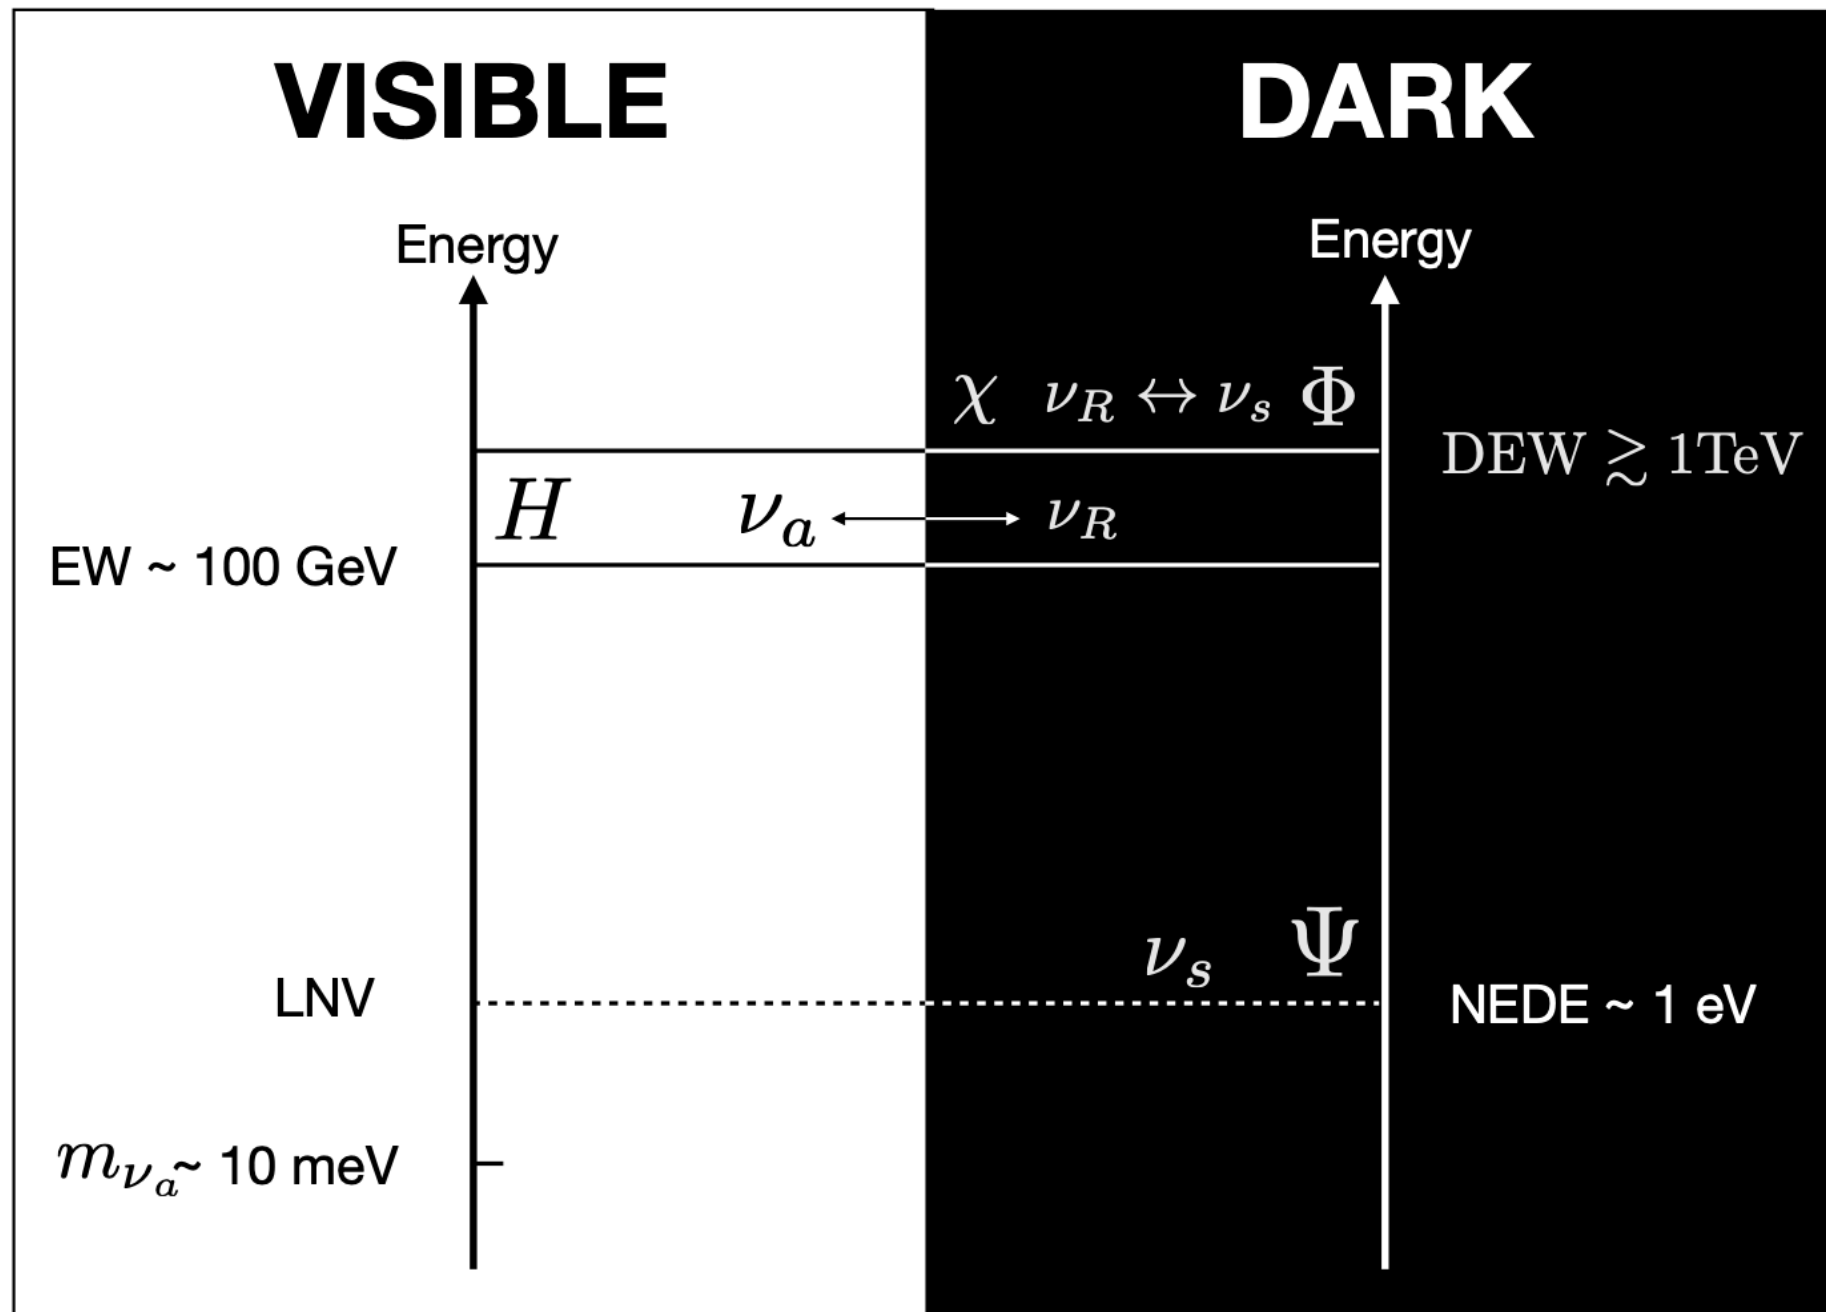 VISIBLE
DARK
Energy
Energy
χ ν_R ↔ ν_s Φ
DEW ≳ 1TeV
H ν_a ↔ ν_R
EW ~ 100 GeV
ν_s Ψ
LNV
NEDE ~ 1 eV
m_{ν_a} ~ 10 meV